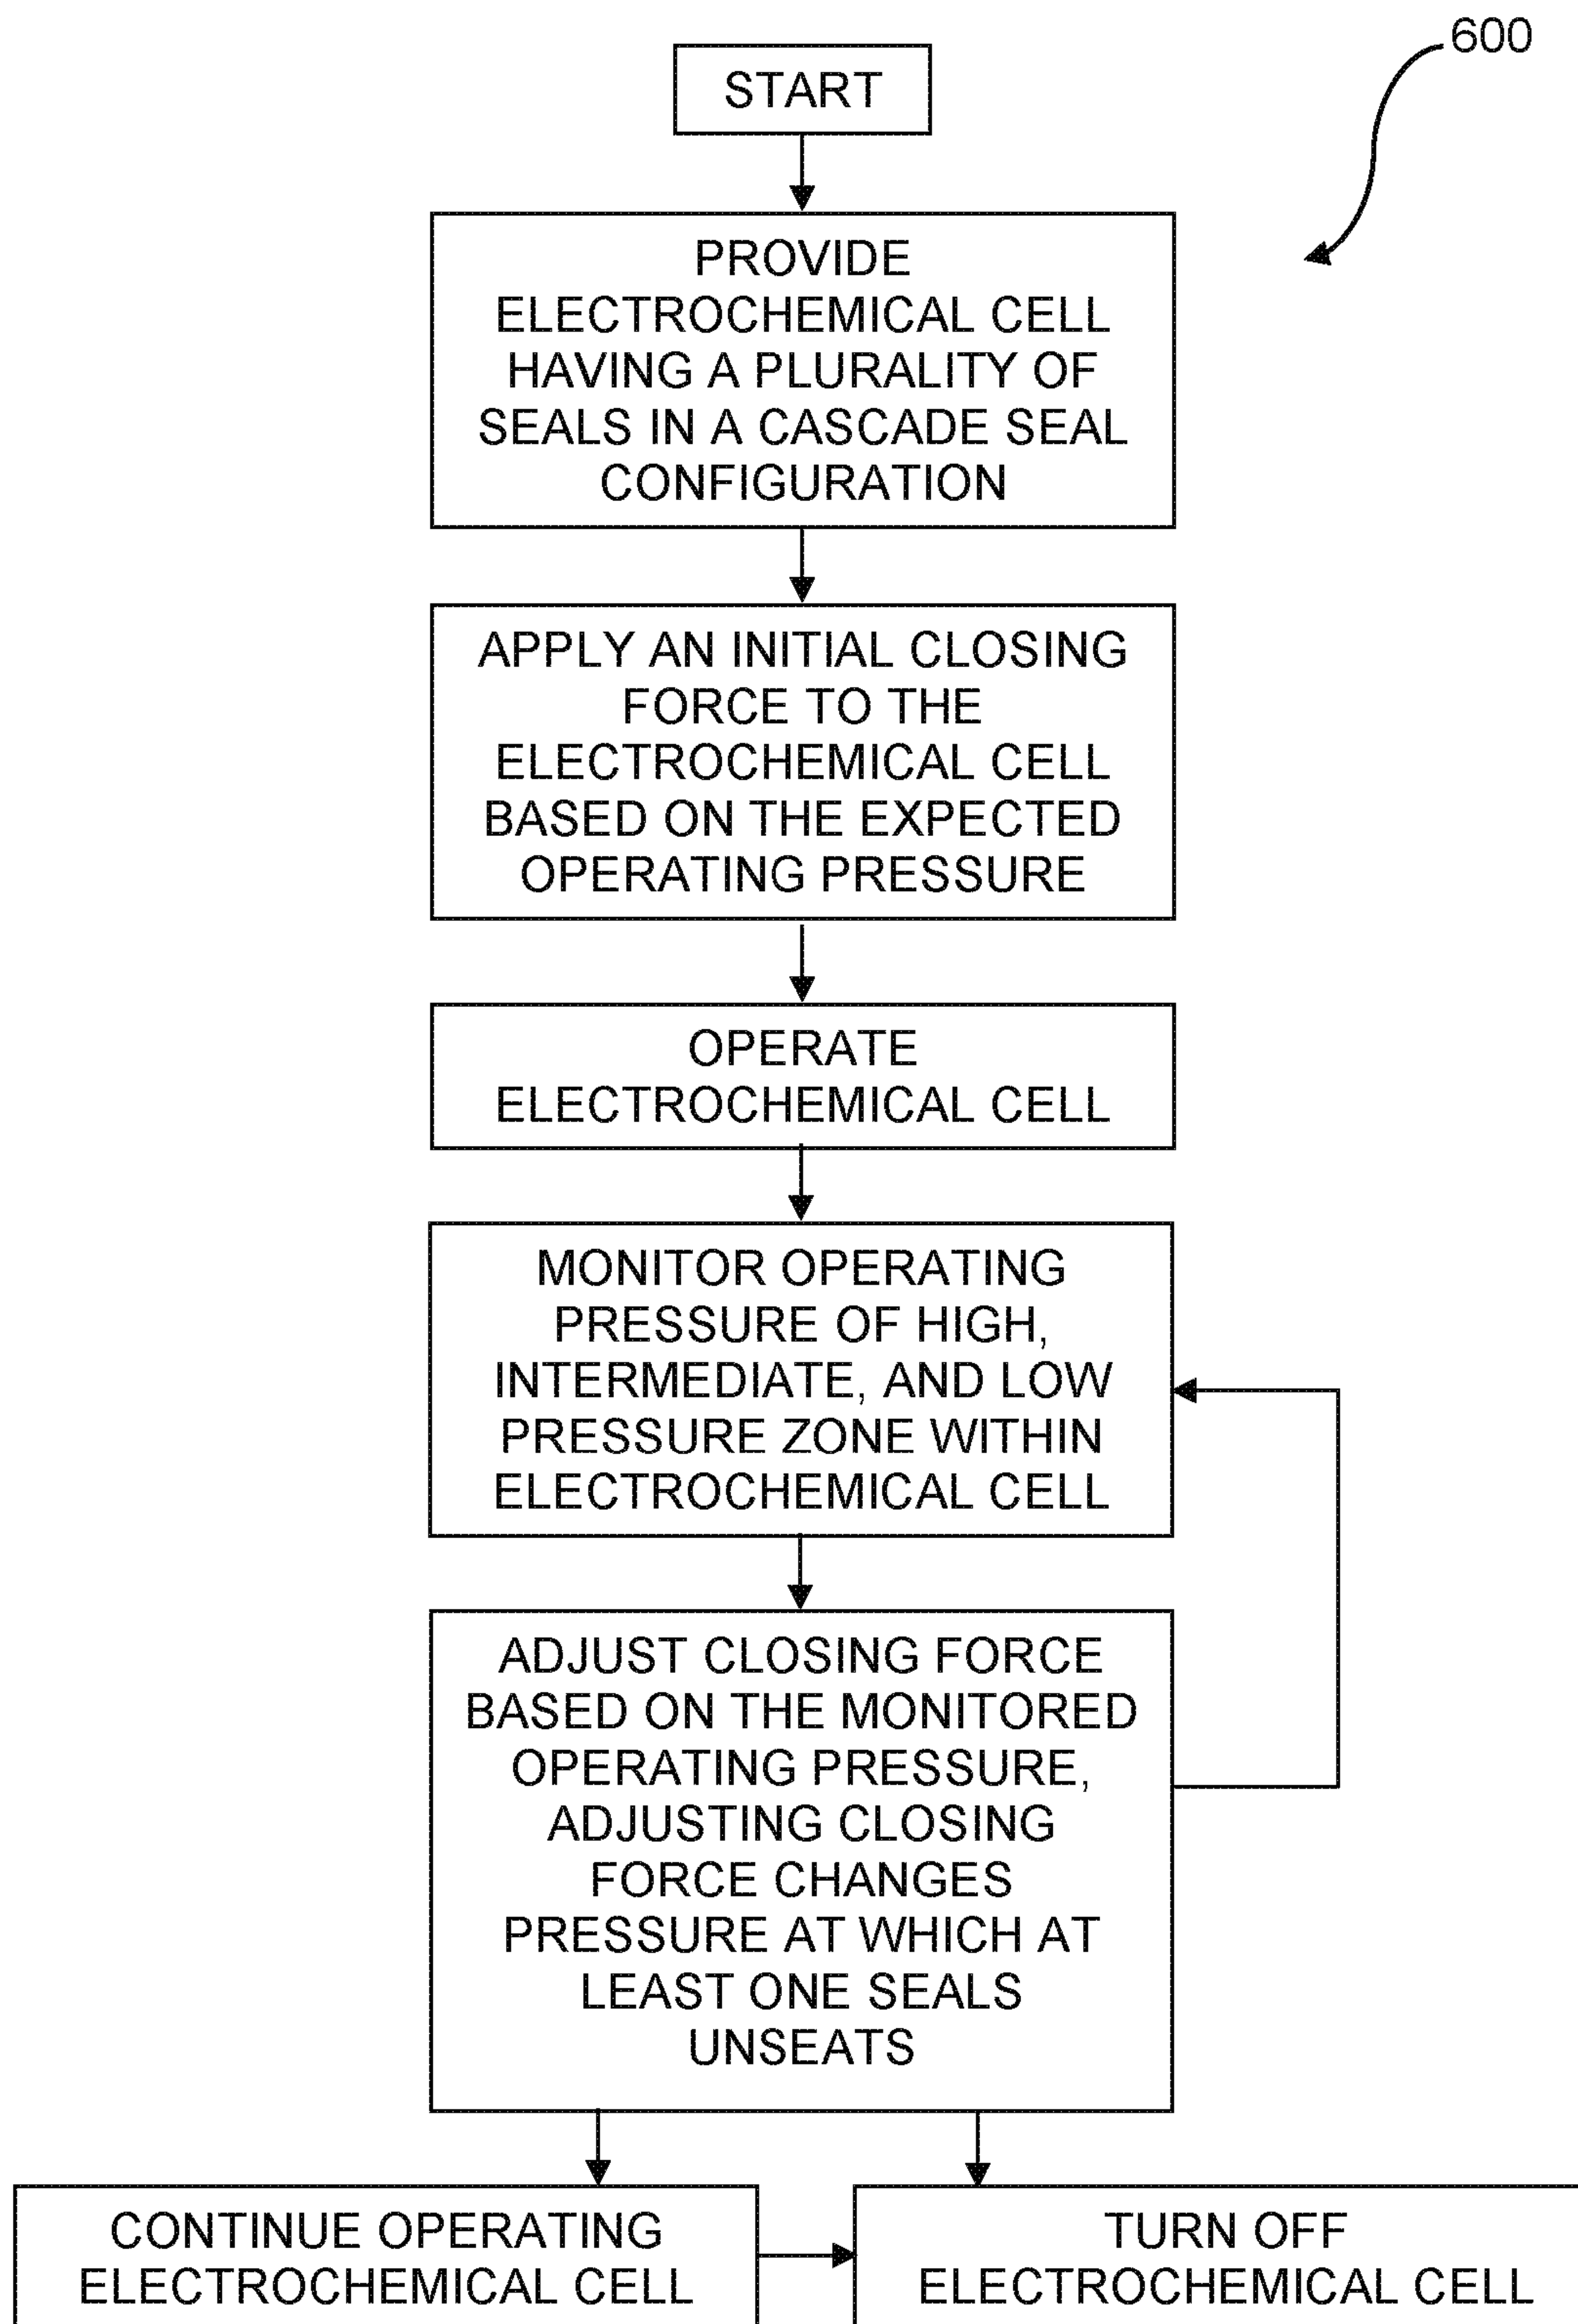 600
START
PROVIDE
ELECTROCHEMICAL CELL
HAVING A PLURALITY OF
SEALS IN A CASCADE SEAL
CONFIGURATION
APPLY AN INITIAL CLOSING
FORCE TO THE
ELECTROCHEMICAL CELL
BASED ON THE EXPECTED
OPERATING PRESSURE
OPERATE
ELECTROCHEMICAL CELL
MONITOR OPERATING
PRESSURE OF HIGH,
INTERMEDIATE, AND LOW
PRESSURE ZONE WITHIN
ELECTROCHEMICAL CELL
ADJUST CLOSING FORCE
BASED ON THE MONITORED
OPERATING PRESSURE,
ADJUSTING CLOSING
FORCE CHANGES
PRESSURE AT WHICH AT
LEAST ONE SEALS
UNSEATS
CONTINUE OPERATING
ELECTROCHEMICAL CELL
TURN OFF
ELECTROCHEMICAL CELL